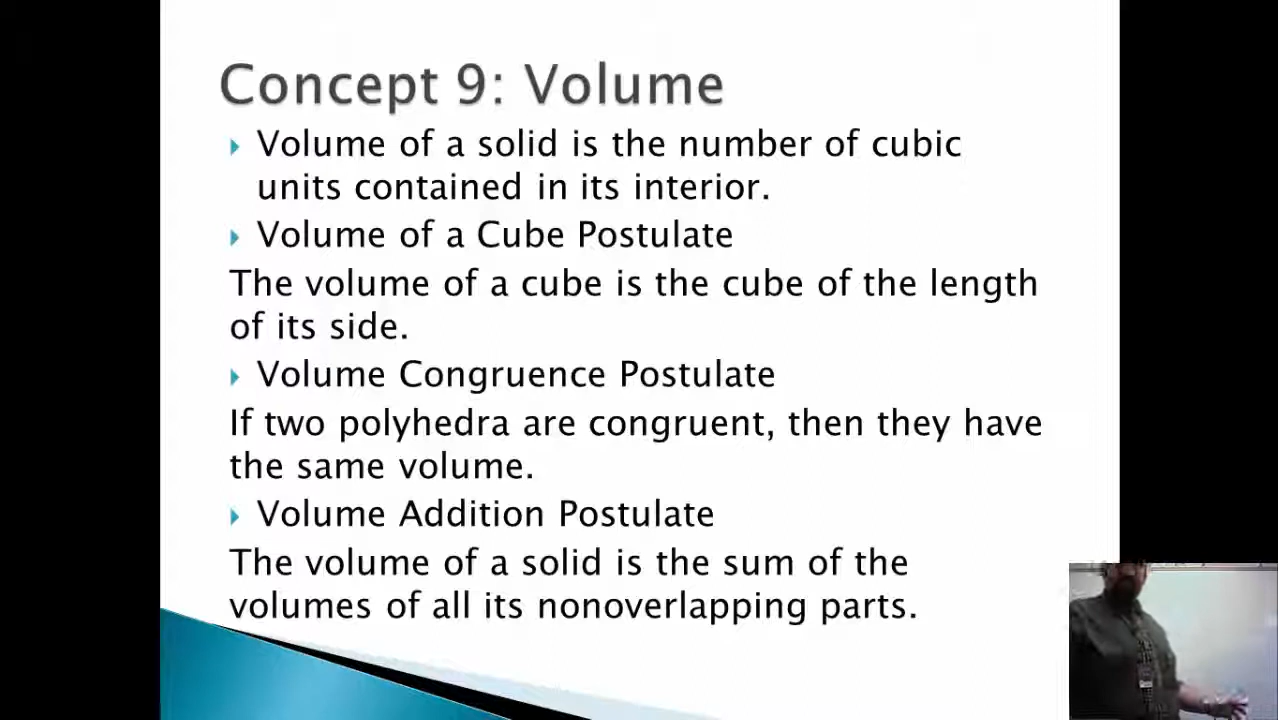 Concept 9: Volume
Volume of a solid is the number of cubic
units contained in its interior.
Volume of a Cube Postulate
The volume of a cube is the cube of the length
of its side.
Volume Congruence Postulate
If two polyhedra are congruent, then they have
the same volume.
Volume Addition Postulate
The volume of a solid is the sum of the
volumes of all its nonoverlapping parts.